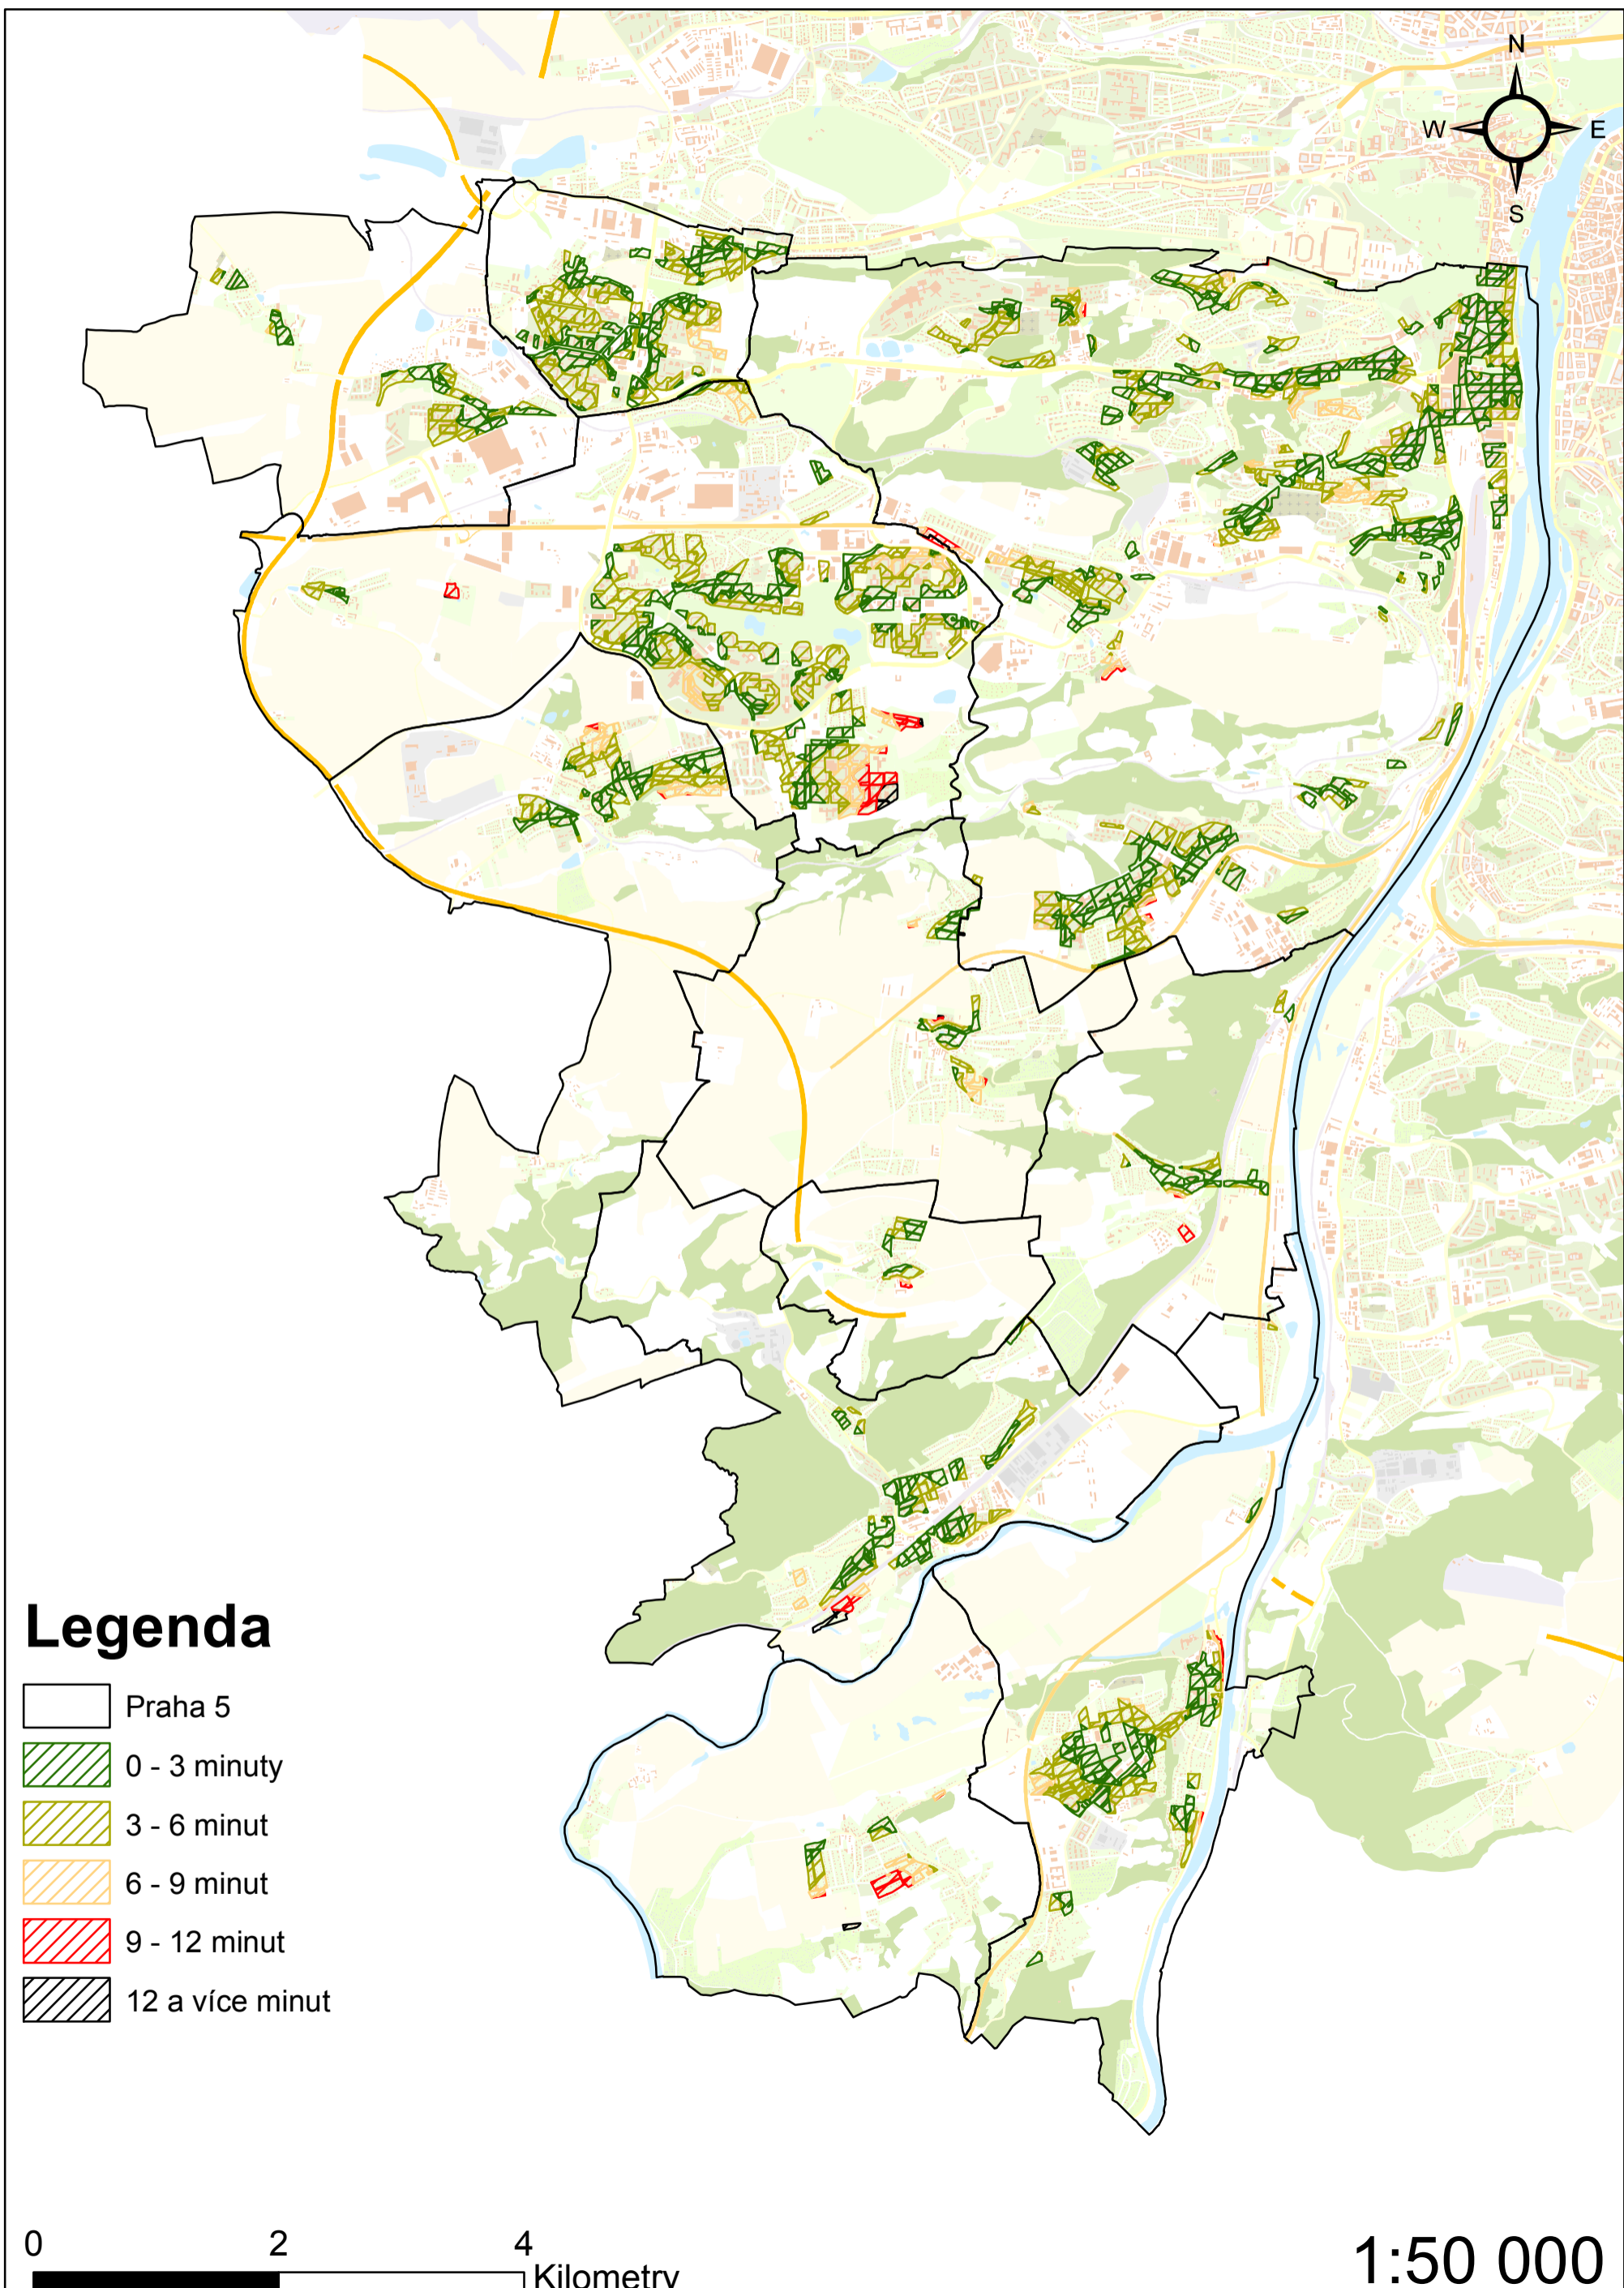 N
W E
S
Legenda
Praha 5
0 - 3 minuty
3 - 6 minut
6 - 9 minut
9 - 12 minut
12 a více minut
0 2 4
Kilometry
1:50 000